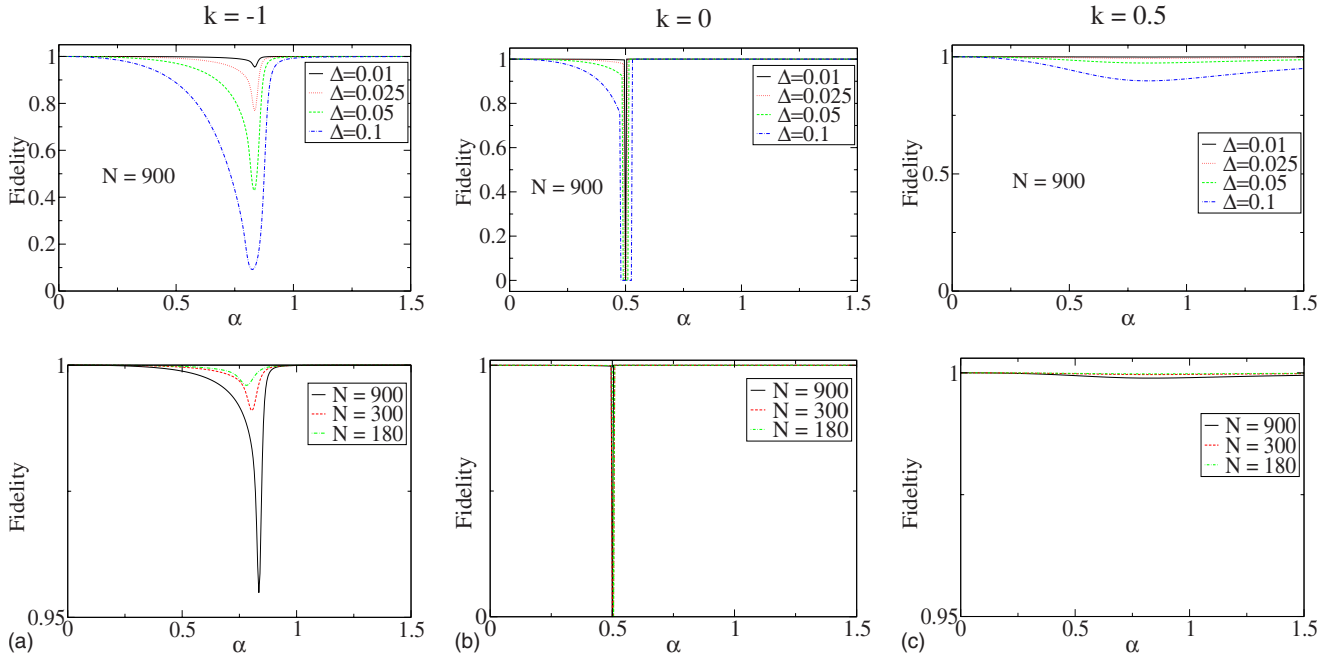 k = -1
k = 0
k = 0.5
Fidelity
1
0.8
0.6
0.4
0.2
0
Δ=0.01
Δ=0.025
Δ=0.05
Δ=0.1
N = 900
0
0.5
1
1.5
α
Fidelity
1
0.8
0.6
0.4
0.2
0
Δ=0.01
Δ=0.025
Δ=0.05
Δ=0.1
N = 900
0
0.5
1
1.5
α
Fidelity
1
0.5
0
Δ=0.01
Δ=0.025
Δ=0.05
Δ=0.1
N = 900
0
0.5
1
1.5
α
Fidelity
1
0.95
N = 900
N = 300
N = 180
0
0.5
1
1.5
(a)
α
Fidelity
1
0
N = 900
N = 300
N = 180
0
0.5
1
1.5
(b)
α
Fideltiy
1
0.95
N = 900
N = 300
N = 180
0
0.5
1
1.5
(c)
α